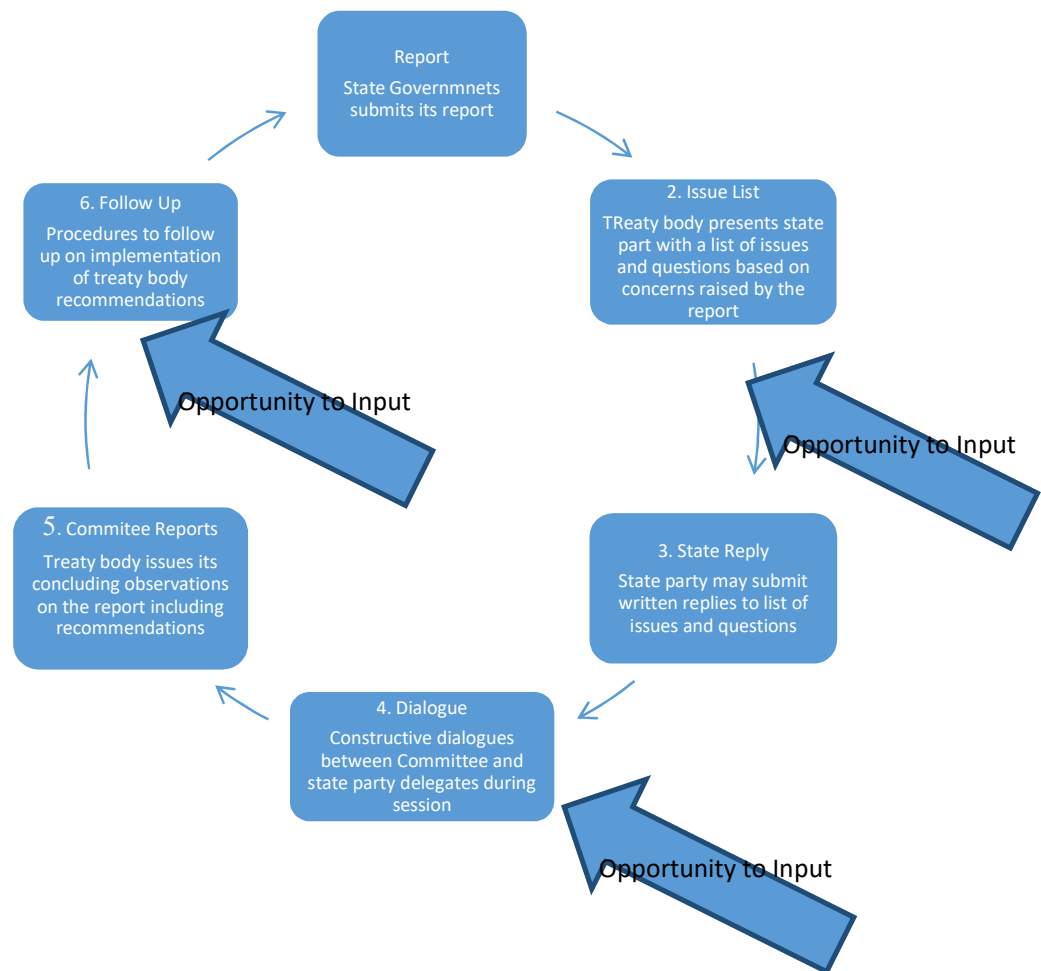 Report
State Governmnets
submits its report
2. Issue List
TReaty body presents state
part with a list of issues
and questions based on
concerns raised by the
report
Opportunity to Input
3. State Reply
State party may submit
written replies to list of
issues and questions
4. Dialogue
Constructive dialogues
between Committee and
state party delegates during
session
Opportunity to Input
5. Commitee Reports
Treaty body issues its
concluding observations
on the report including
recommendations
6. Follow Up
Procedures to follow
up on implementation
of treaty body
recommendations
Opportunity to Input